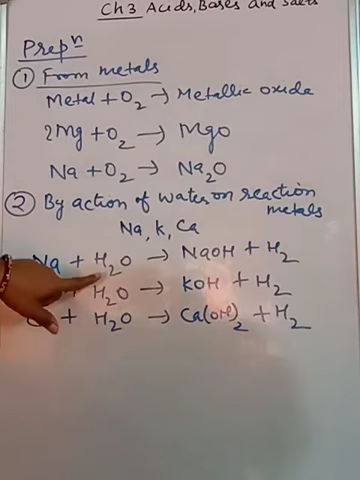 Ch3 Acids, Bases and Salts
Prepⁿ
① From metals
Metal + O₂ → Metallic oxide
2Mg + O₂ → MgO
Na + O₂ → Na₂O
② By action of water on reaction
metals
Na, K, Ca
Na + H₂O → NaOH + H₂
+ H₂O → KOH + H₂
+ H₂O → Ca(OH)₂ + H₂